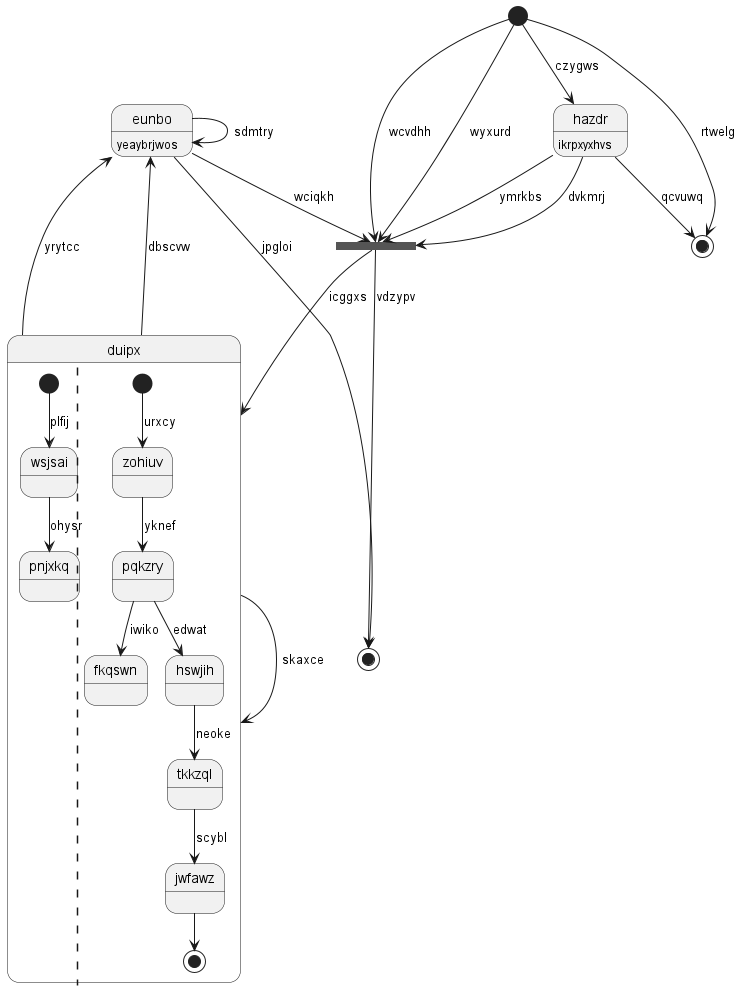 czygws
eunbo
yeaybrjwos
sdmtry
wcvdhh
wyxurd
hazdr
ikrpxyxhvs
rtwelg
wciqkh
ymrkbs
dvkmrj
qcvuwq
yrytcc
dbscvw
jpgloi
icggxs
vdzypv
duipx
plfij
urxcy
wsjsai
zohiuv
ohysr
yknef
pnjxkq
pqkzry
iwiko
edwat
fkqswn
hswjih
skaxce
neoke
tkkzql
scybl
jwfawz